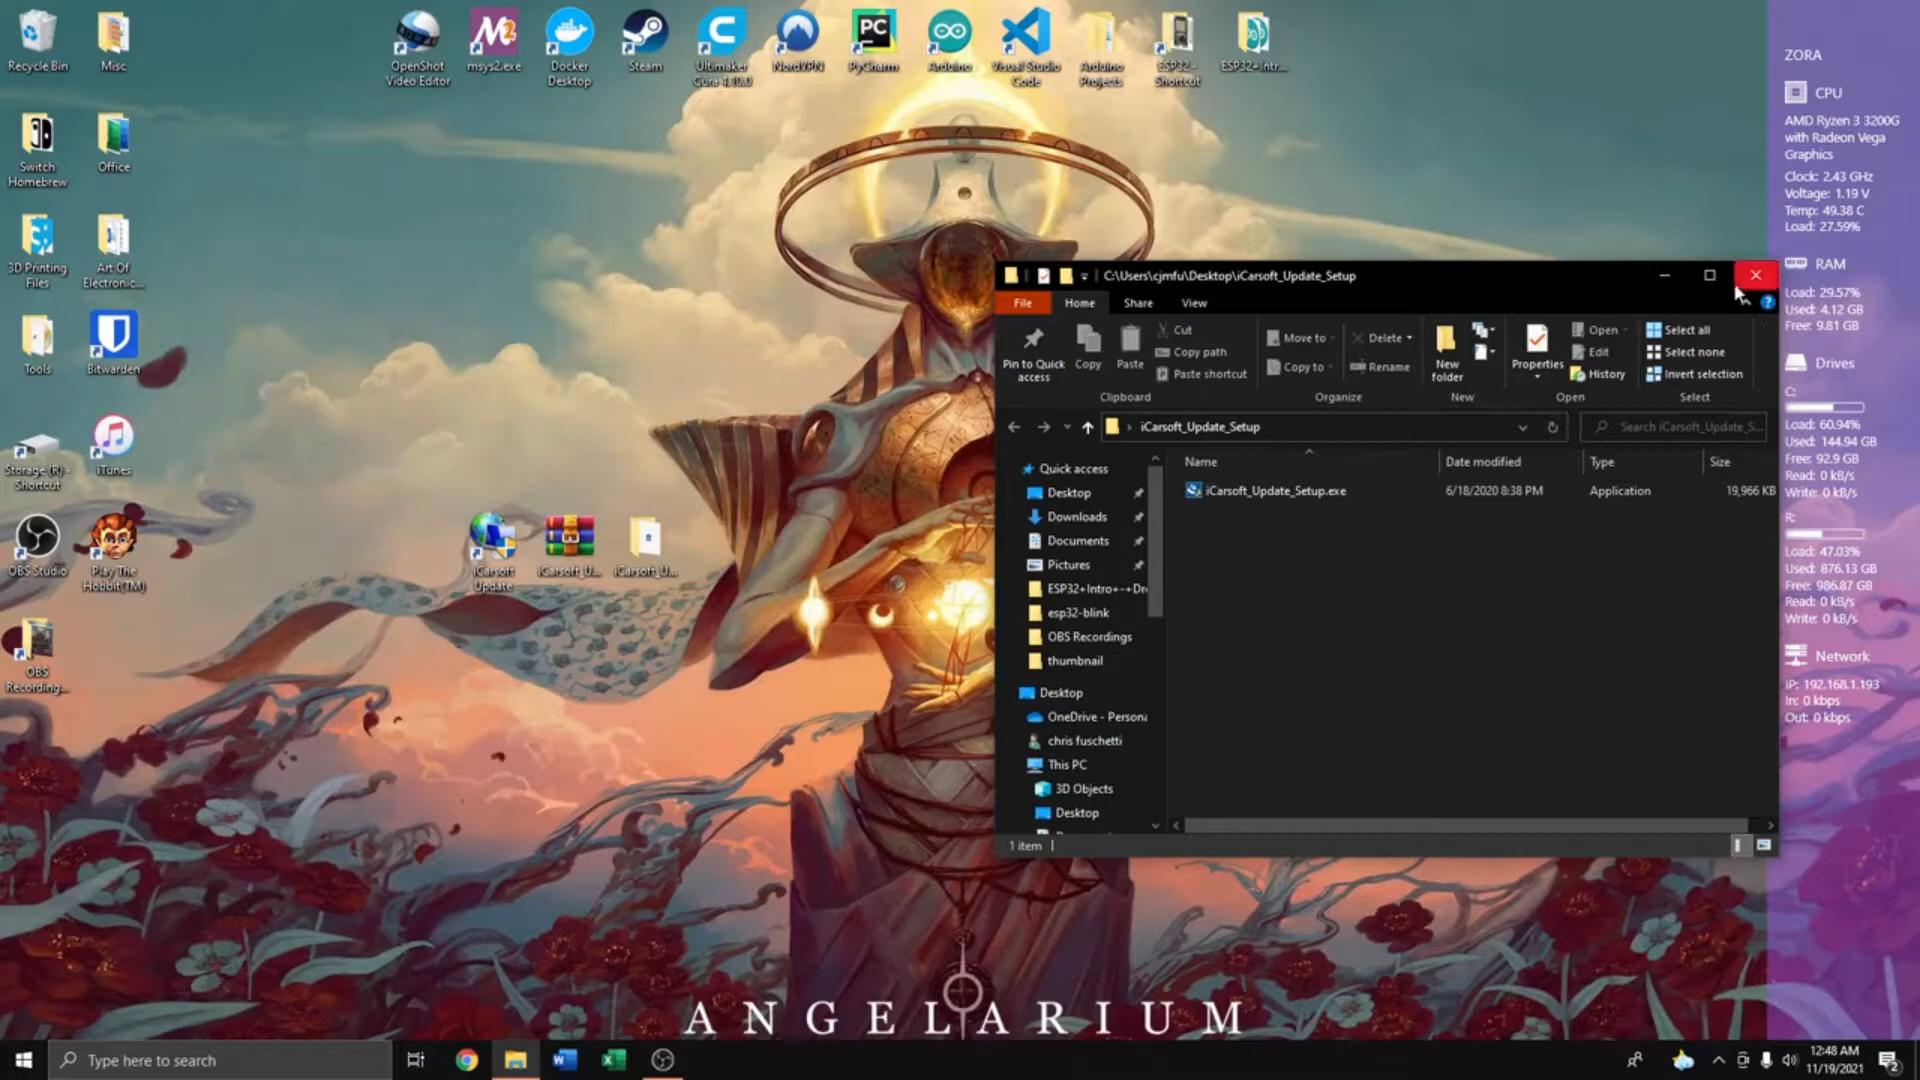 Recycle Bin
Misc
OpenShot
Video Editor
msys2.exe
Docker
Desktop
Steam
Ultimaker
Cura 4.10.0
NordVPN
PyCharm
Arduino
Visual Studio
Code
Arduino
Projects
ESP32-
Shortcut
ESP32+Intr...
Switch
Homebrew
Office
3D Printing
Files
Art Of
Electronic...
Tools
Bitwarden
Storage (R) -
Shortcut
iTunes
OBS Studio
Play The
Hobbit(TM)
OBS
Recording...
iCarsoft
Update
iCarsoft_U...
iCarsoft_U...
ANGELARIUM
C:\Users\cjmfu\Desktop\iCarsoft_Update_Setup
File
Home
Share
View
Pin to Quick
access
Copy
Paste
Cut
Copy path
Paste shortcut
Clipboard
Move to
Copy to
Delete
Rename
Organize
New
folder
New
Properties
Open
Edit
History
Open
Select all
Select none
Invert selection
Select
iCarsoft_Update_Setup
Search iCarsoft_Update_S...
Name
Date modified
Type
Size
iCarsoft_Update_Setup.exe
6/18/2020 8:38 PM
Application
19,966 KB
Quick access
Desktop
Downloads
Documents
Pictures
ESP32+Intro+-+Dr
esp32-blink
OBS Recordings
thumbnail
Desktop
OneDrive - Persona
chris fuschetti
This PC
3D Objects
Desktop
1 item
ZORA
CPU
AMD Ryzen 3 3200G
with Radeon Vega
Graphics
Clock: 2.43 GHz
Voltage: 1.19 V
Temp: 49.38 C
Load: 27.59%
RAM
Load: 29.57%
Used: 4.12 GB
Free: 9.81 GB
Drives
C:
Load: 60.94%
Used: 144.94 GB
Free: 92.9 GB
Read: 0 kB/s
Write: 0 kB/s
R:
Load: 47.03%
Used: 876.13 GB
Free: 986.87 GB
Read: 0 kB/s
Write: 0 kB/s
Network
IP: 192.168.1.193
In: 0 kbps
Out: 0 kbps
Type here to search
12:48 AM
11/19/2021
2